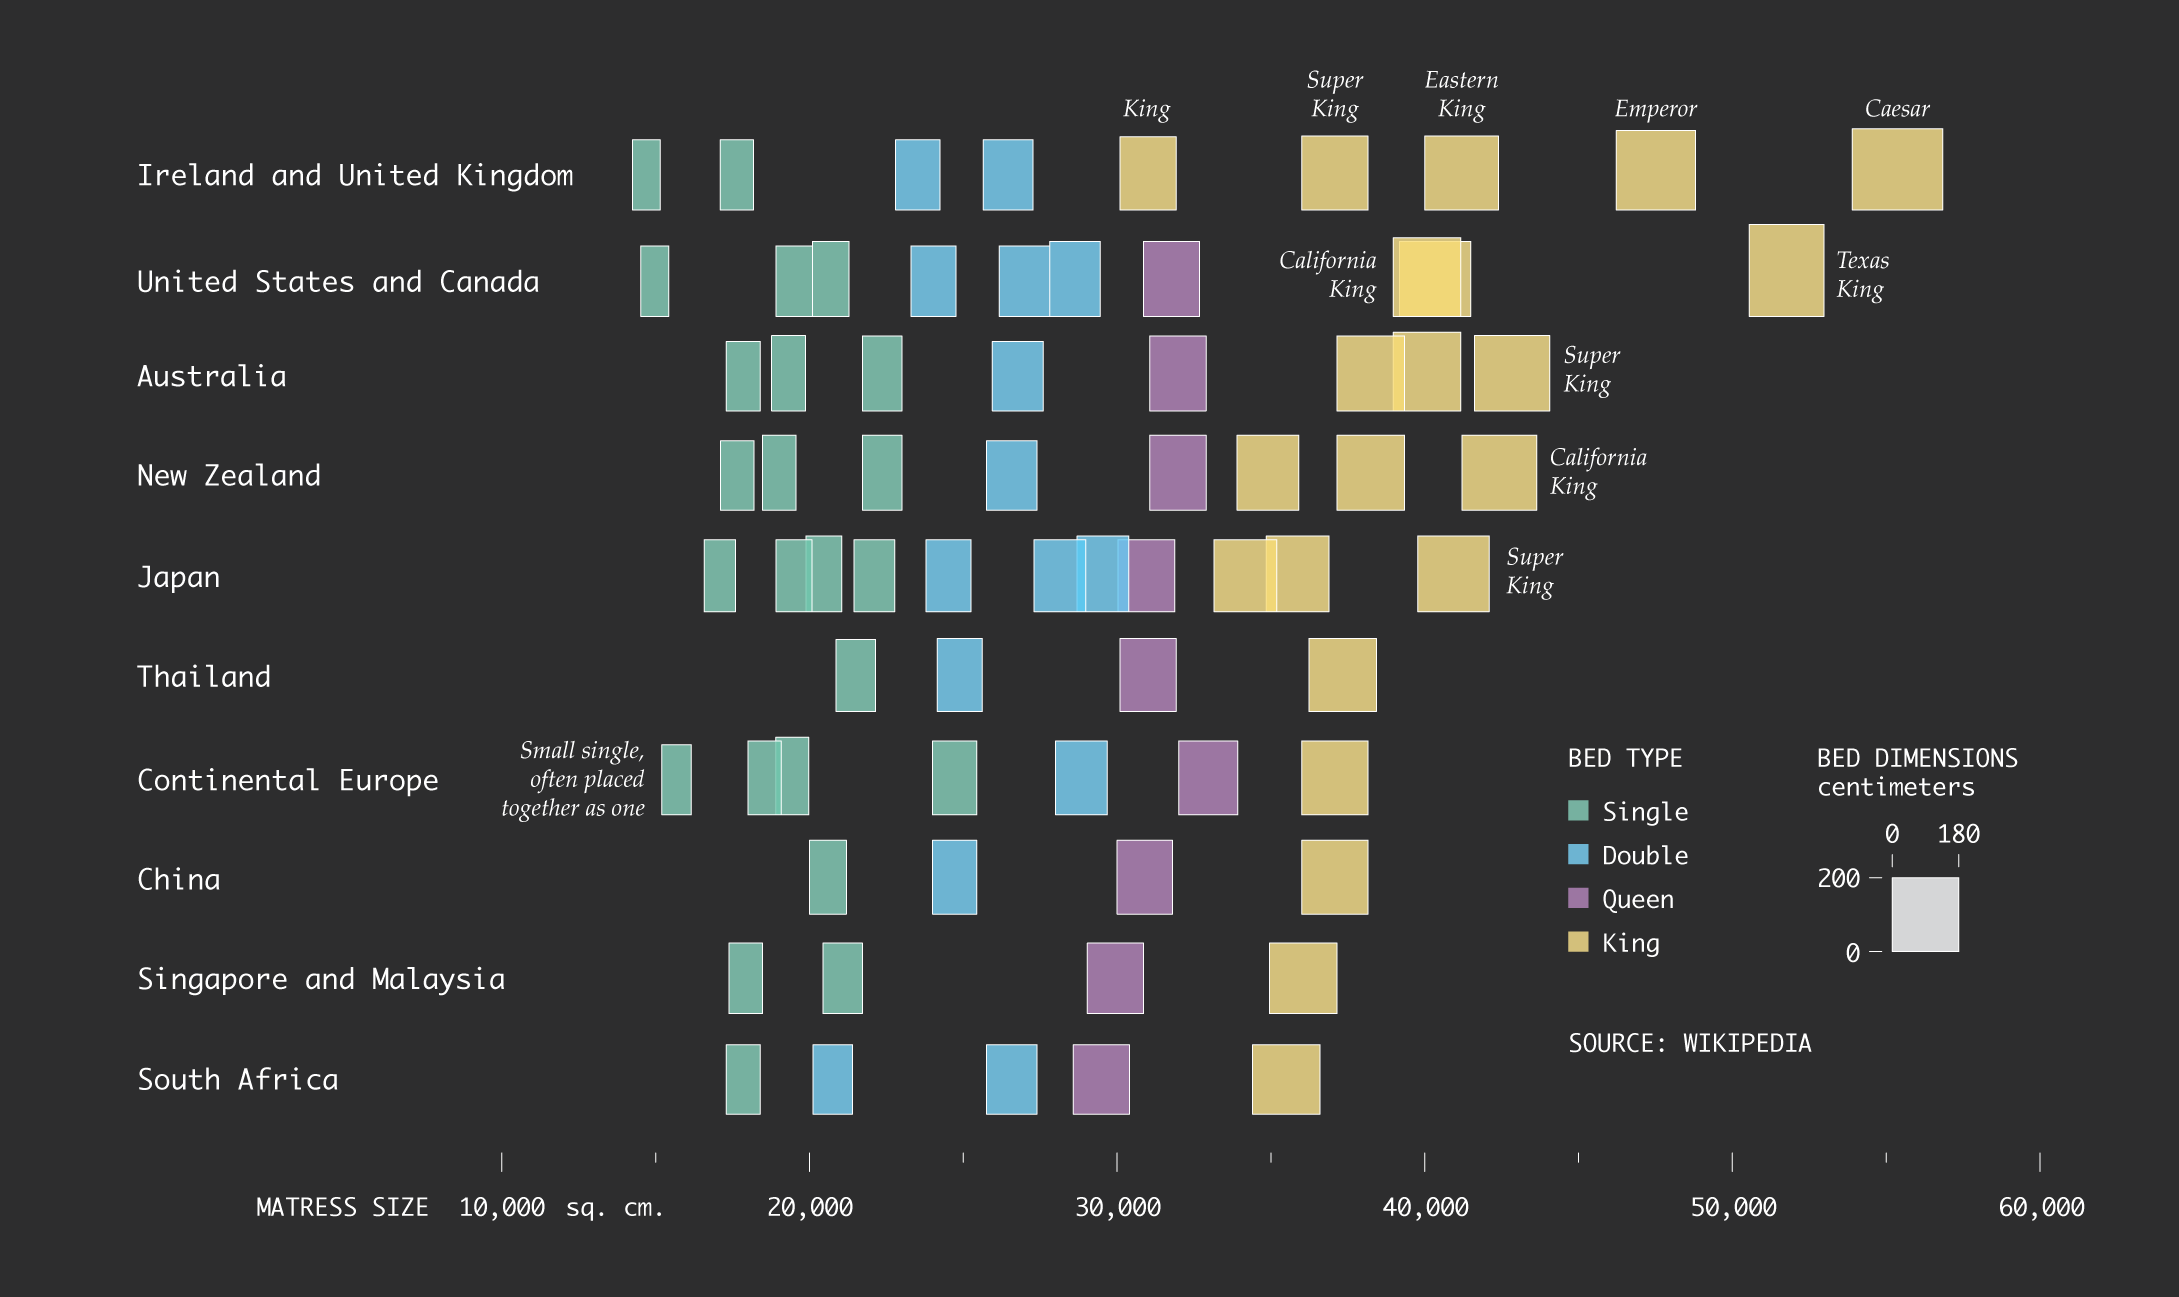 Super
King
Eastern
King
King
Emperor
Caesar
Ireland and United Kingdom
United States and Canada
California
King
Texas
King
Australia
Super
King
New Zealand
California
King
Japan
Super
King
Thailand
Continental Europe
Small single,
often placed
together as one
China
Singapore and Malaysia
South Africa
BED TYPE
Single
Double
Queen
King
BED DIMENSIONS
centimeters
0 180
200
0
SOURCE: WIKIPEDIA
MATRESS SIZE 10,000 sq. cm. 20,000 30,000 40,000 50,000 60,000